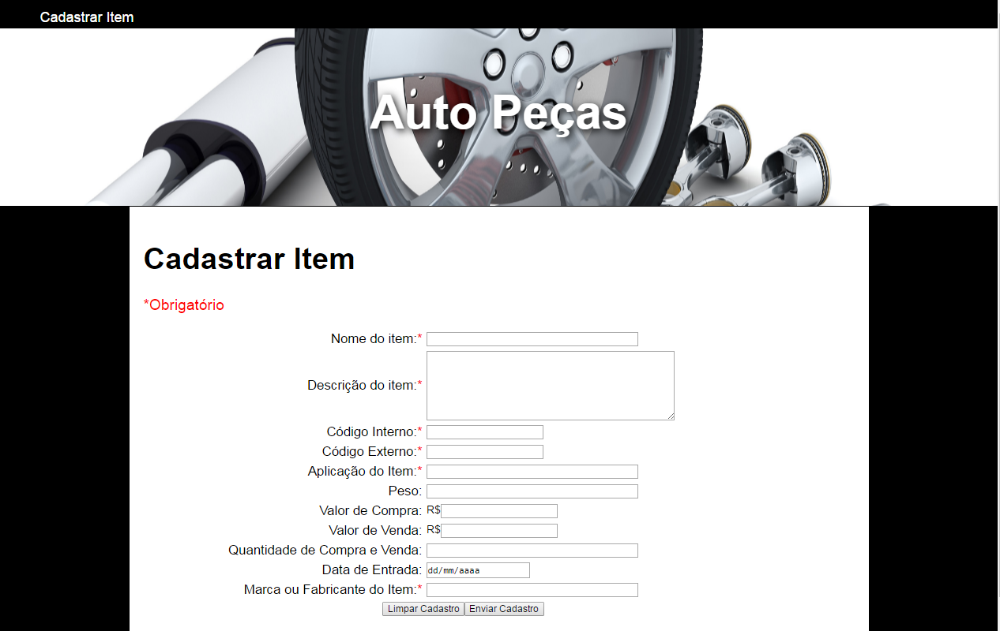 Cadastrar Item
Auto Peças
Cadastrar Item
*Obrigatório
Nome do item:*
Descrição do item:*
Código Interno:*
Código Externo:*
Aplicação do Item:*
Peso:
Valor de Compra: R$
Valor de Venda: R$
Quantidade de Compra e Venda:
Data de Entrada: dd/mm/aaaa
Marca ou Fabricante do Item:*
Limpar Cadastro Enviar Cadastro